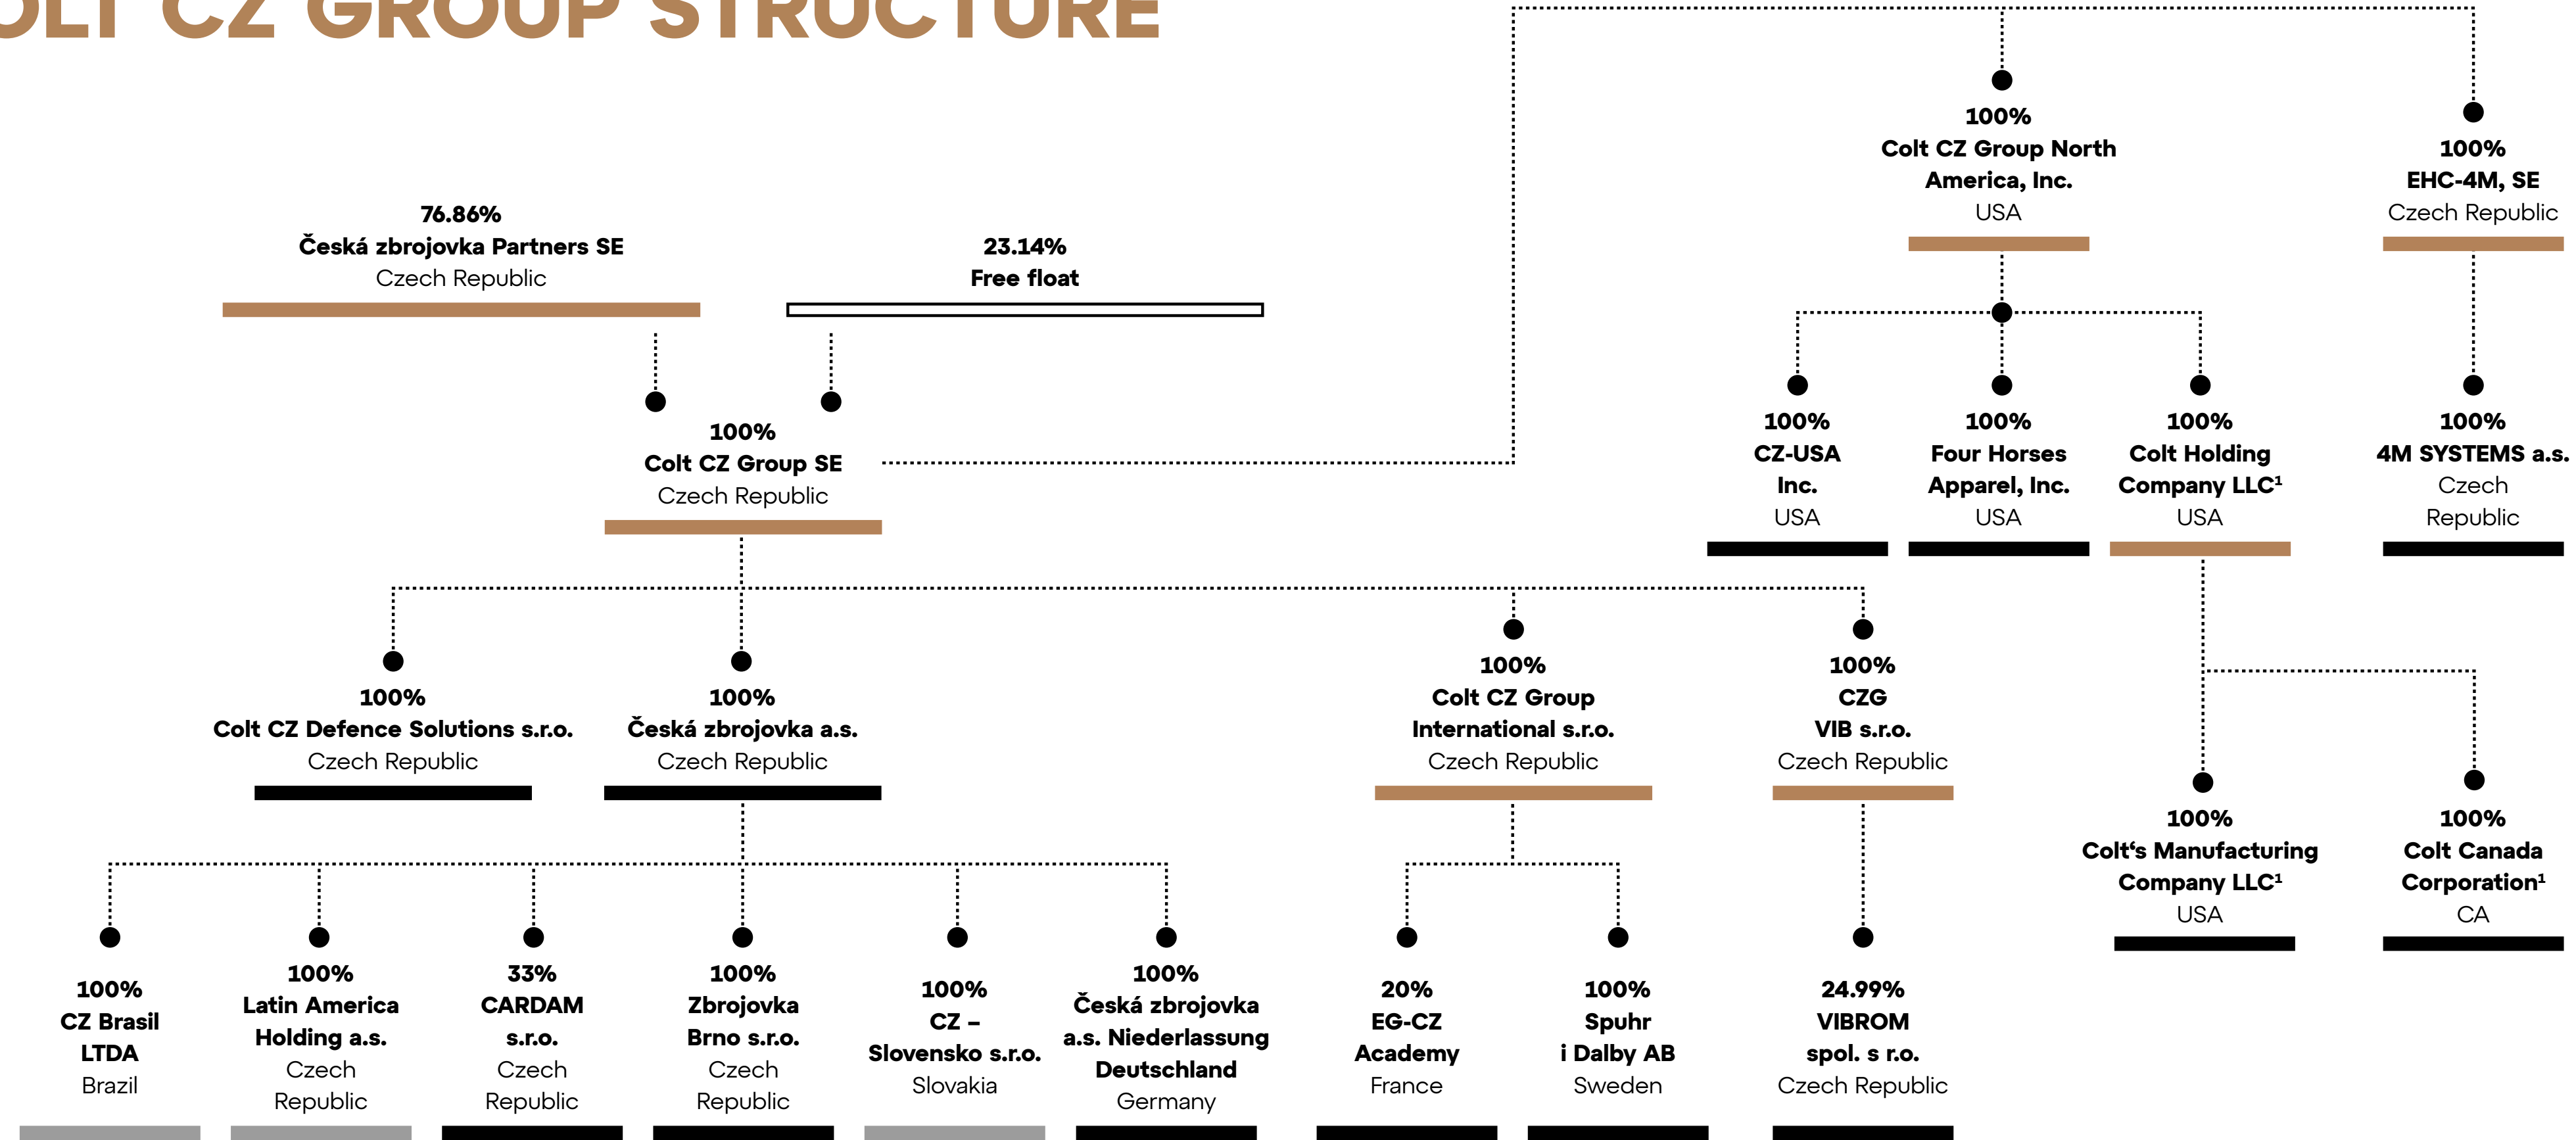 OLT CZ GROUP STRUCTURE
76.86%
Česká zbrojovka Partners SE
Czech Republic
23.14%
Free float
100%
Colt CZ Group SE
Czech Republic
100%
Colt CZ Group North
America, Inc.
USA
100%
EHC-4M, SE
Czech Republic
100%
CZ-USA
Inc.
USA
100%
Four Horses
Apparel, Inc.
USA
100%
Colt Holding
Company LLC¹
USA
100%
4M SYSTEMS a.s.
Czech
Republic
100%
Colt CZ Defence Solutions s.r.o.
Czech Republic
100%
Česká zbrojovka a.s.
Czech Republic
100%
Colt CZ Group
International s.r.o.
Czech Republic
100%
CZG
VIB s.r.o.
Czech Republic
100%
Colt‘s Manufacturing
Company LLC¹
USA
100%
Colt Canada
Corporation¹
CA
100%
CZ Brasil
LTDA
Brazil
100%
Latin America
Holding a.s.
Czech
Republic
33%
CARDAM
s.r.o.
Czech
Republic
100%
Zbrojovka
Brno s.r.o.
Czech
Republic
100%
CZ –
Slovensko s.r.o.
Slovakia
100%
Česká zbrojovka
a.s. Niederlassung
Deutschland
Germany
20%
EG-CZ
Academy
France
100%
Spuhr
i Dalby AB
Sweden
24.99%
VIBROM
spol. s r.o.
Czech Republic